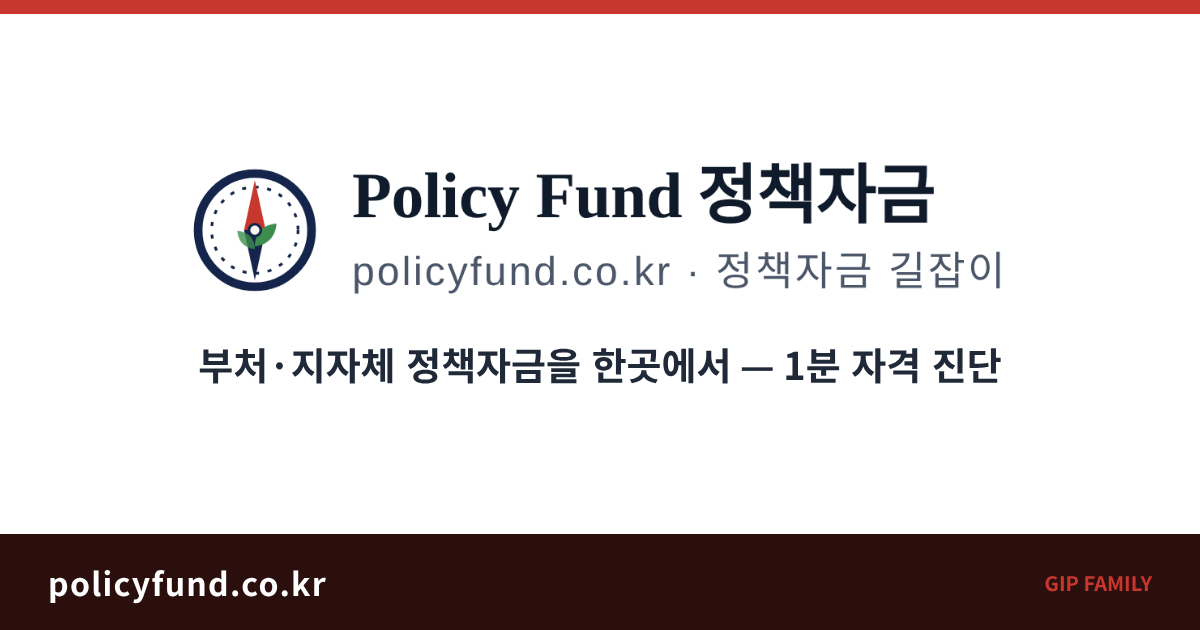 Policy Fund 정책자금
policyfund.co.kr · 정책자금 길잡이
부처·지자체 정책자금을 한곳에서 — 1분 자격 진단
policyfund.co.kr
GIP FAMILY